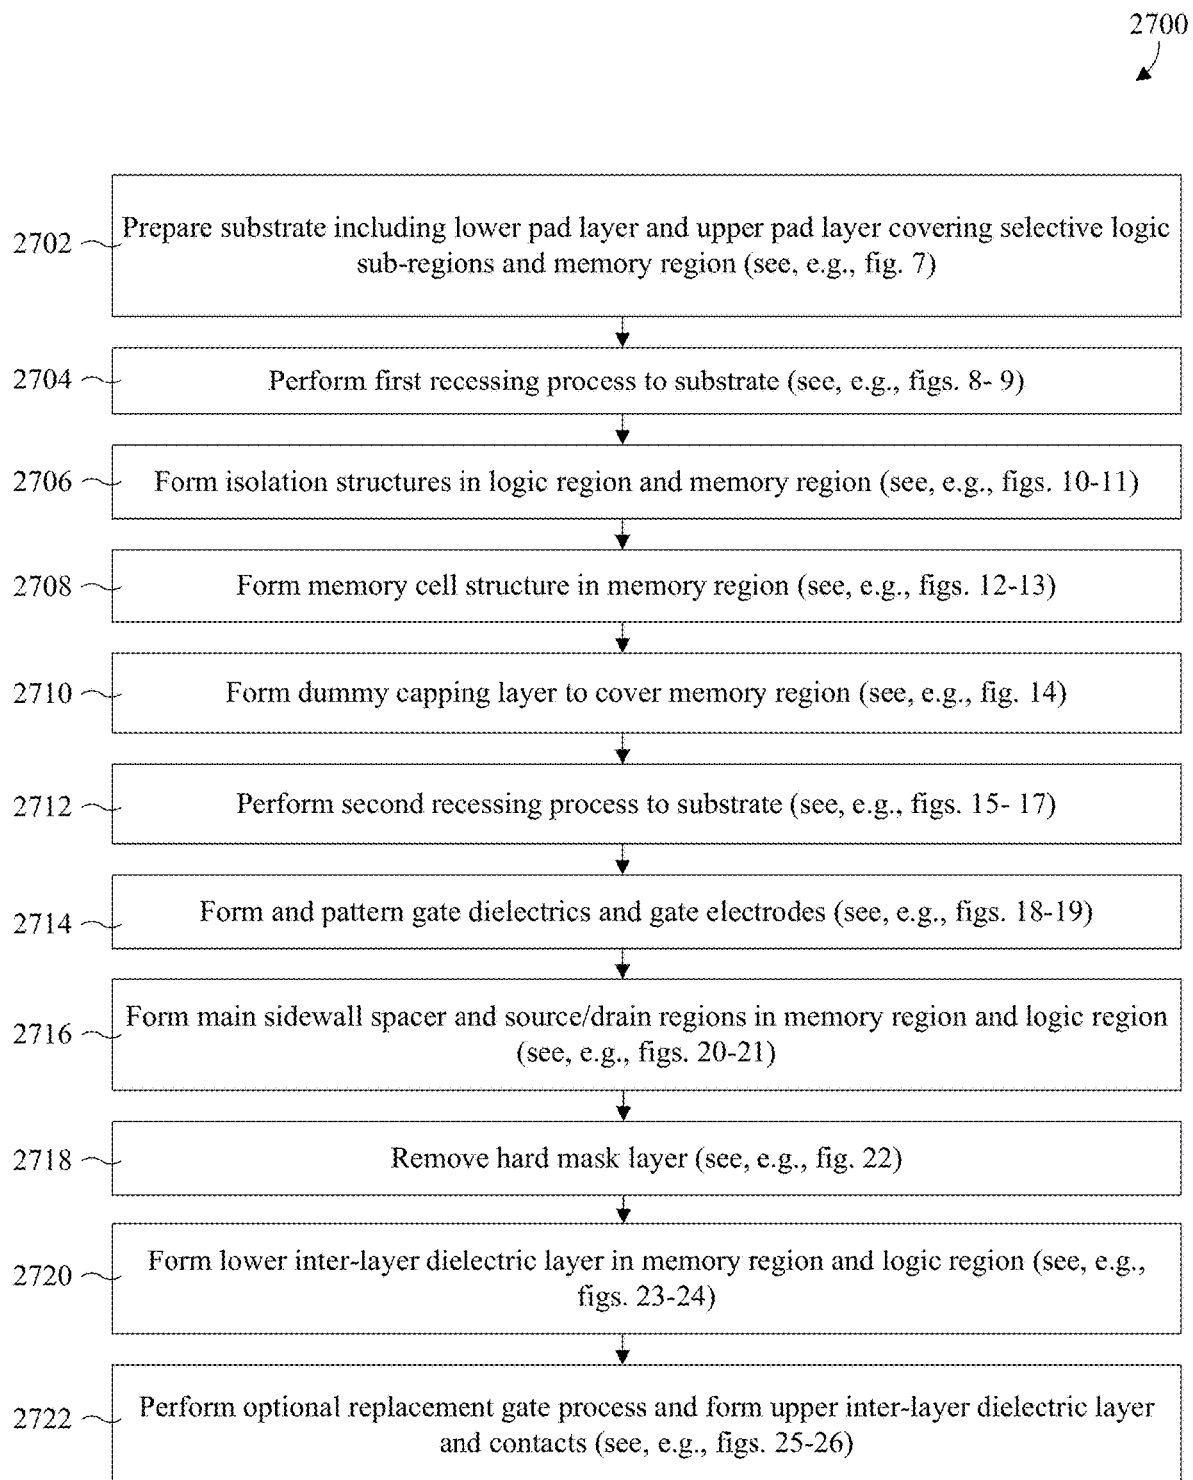 2700
2702
Prepare substrate including lower pad layer and upper pad layer covering selective logic
sub-regions and memory region (see, e.g., fig. 7)
2704
Perform first recessing process to substrate (see, e.g., figs. 8- 9)
2706
Form isolation structures in logic region and memory region (see, e.g., figs. 10-11)
2708
Form memory cell structure in memory region (see, e.g., figs. 12-13)
2710
Form dummy capping layer to cover memory region (see, e.g., fig. 14)
2712
Perform second recessing process to substrate (see, e.g., figs. 15- 17)
2714
Form and pattern gate dielectrics and gate electrodes (see, e.g., figs. 18-19)
2716
Form main sidewall spacer and source/drain regions in memory region and logic region
(see, e.g., figs. 20-21)
2718
Remove hard mask layer (see, e.g., fig. 22)
2720
Form lower inter-layer dielectric layer in memory region and logic region (see, e.g.,
figs. 23-24)
2722
Perform optional replacement gate process and form upper inter-layer dielectric layer
and contacts (see, e.g., figs. 25-26)